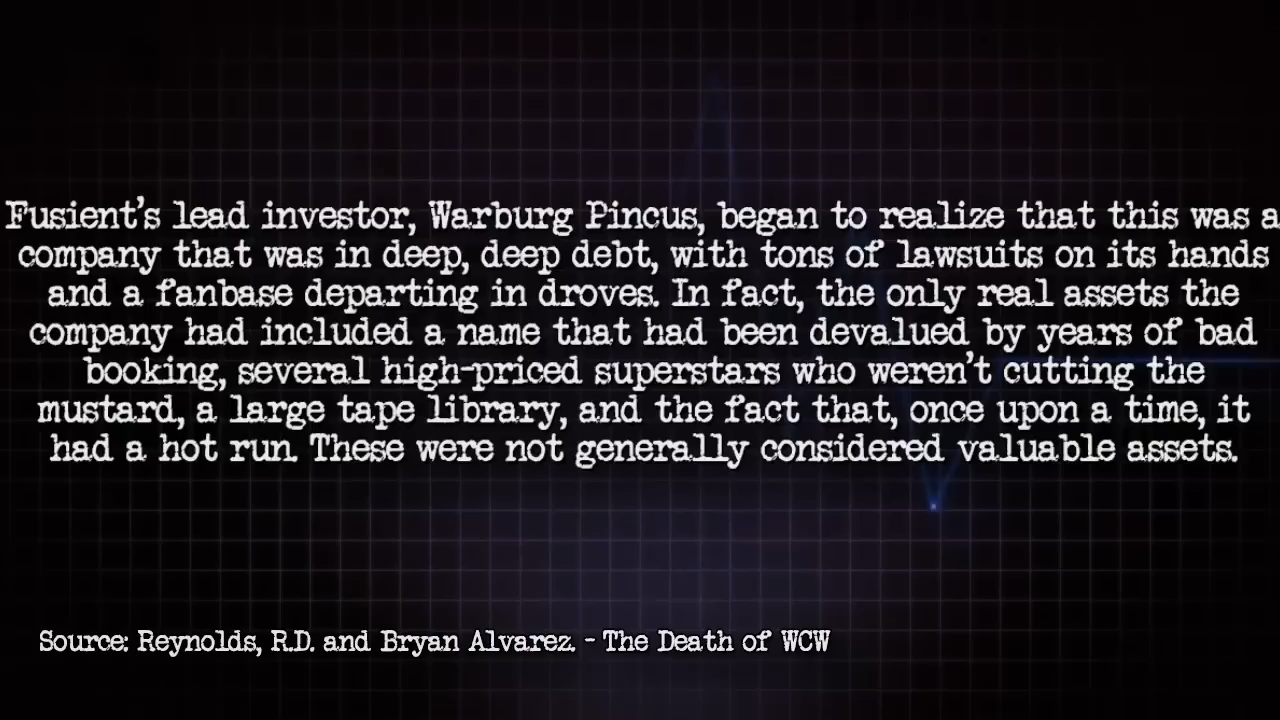 Fusient's lead investor, Warburg Pincus, began to realize that this was a
company that was in deep, deep debt, with tons of lawsuits on its hands
and a fanbase departing in droves. In fact, the only real assets the
company had included a name that had been devalued by years of bad
booking, several high-priced superstars who weren't cutting the
mustard, a large tape library, and the fact that, once upon a time, it
had a hot run. These were not generally considered valuable assets.
Source: Reynolds, R.D. and Bryan Alvarez. - The Death of WCW